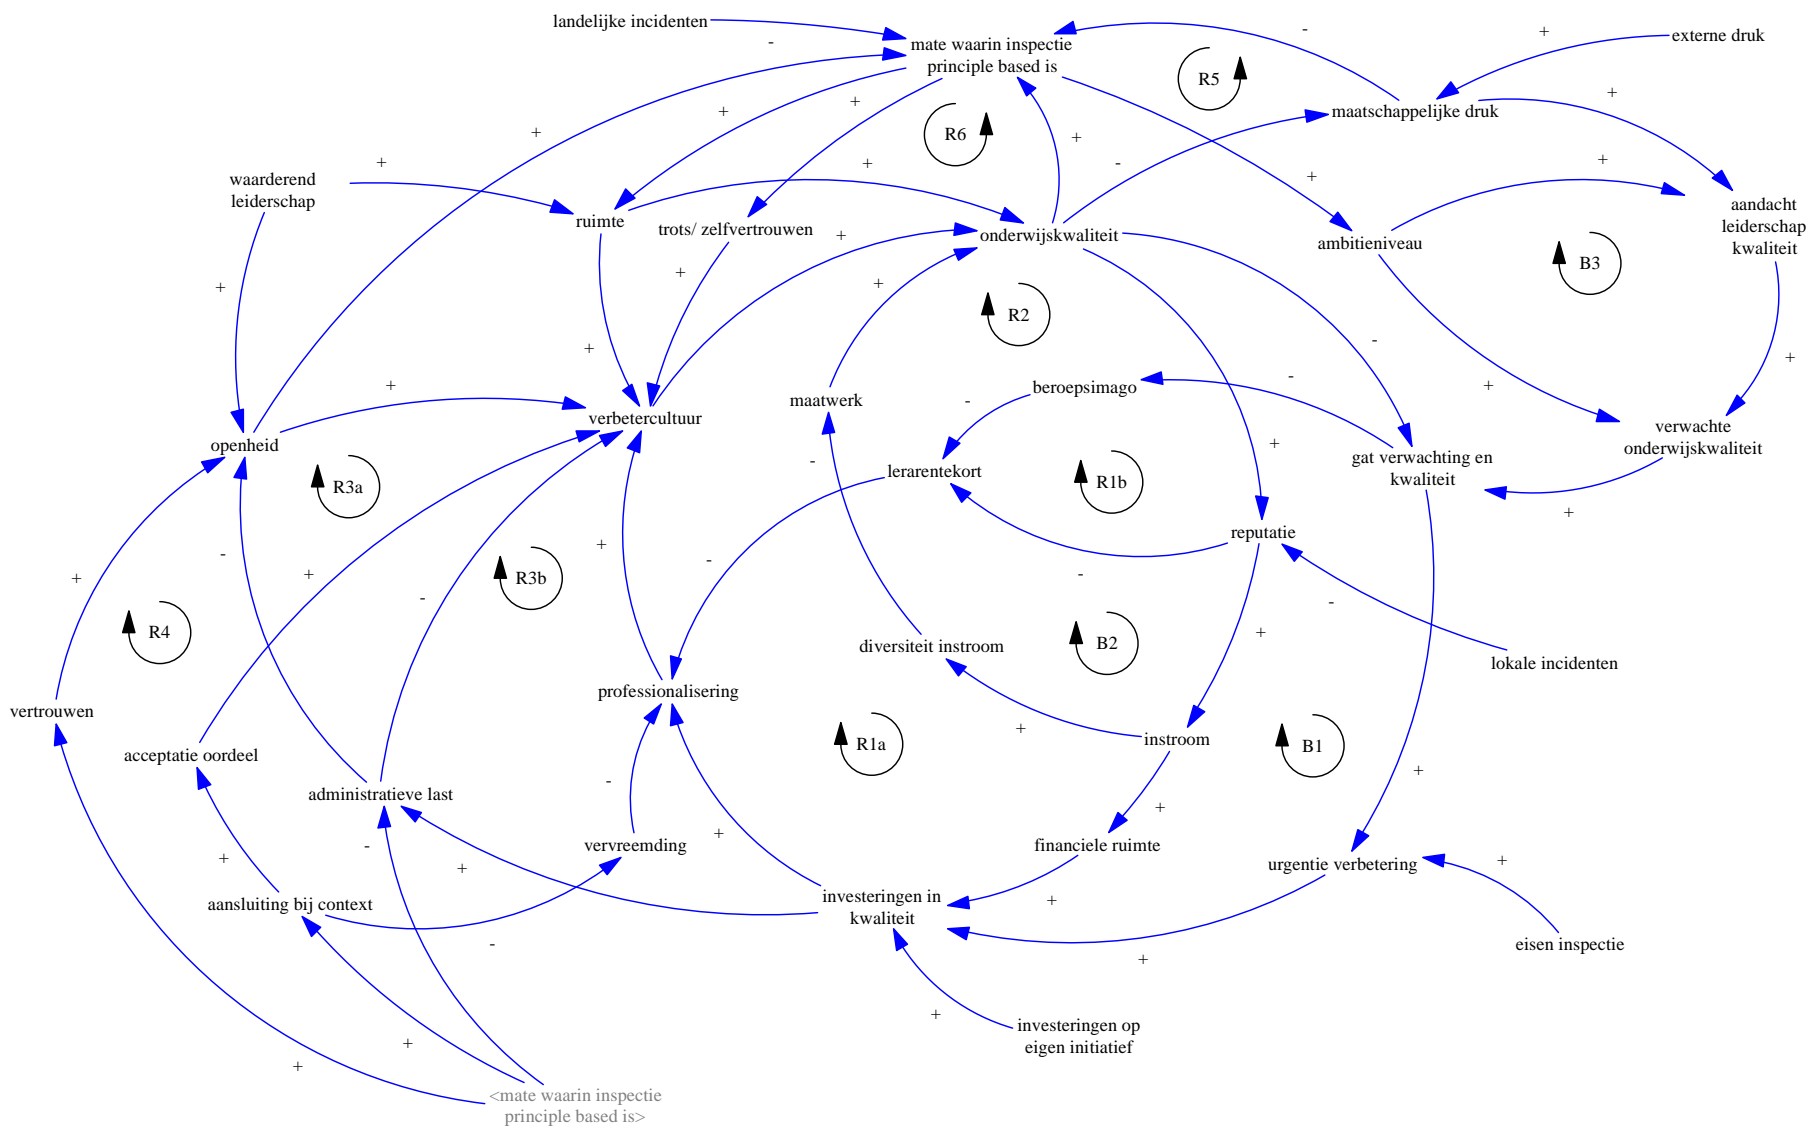 landelijke incidenten
-
mate waarin inspectie
principle based is
-
+
externe druk
R5
+
maatschappelijke druk
+
+
R6
+
+
-
+
+
+
+
waarderend
leiderschap
ruimte
trots/ zelfvertrouwen
+
onderwijskwaliteit
+
ambitieniveau
aandacht
leiderschap
kwaliteit
B3
+
+
+
R2
+
-
+
+
+
maatwerk
beroepsimago
-
-
+
openheid
verbetercultuur
verwachte
onderwijskwaliteit
R3a
-
lerarentekort
R1b
+
gat verwachting en
kwaliteit
+
reputatie
-
+
-
+
+
R3b
-
-
-
R4
diversiteit instroom
B2
+
lokale incidenten
vertrouwen
professionalisering
+
R1a
instroom
B1
acceptatie oordeel
administratieve last
-
+
+
-
+
vervreemding
+
financiele ruimte
urgentie verbetering
+
+
aansluiting bij context
investeringen in
kwaliteit
+
-
+
eisen inspectie
+
+
+
investeringen op
eigen initiatief
<mate waarin inspectie
principle based is>